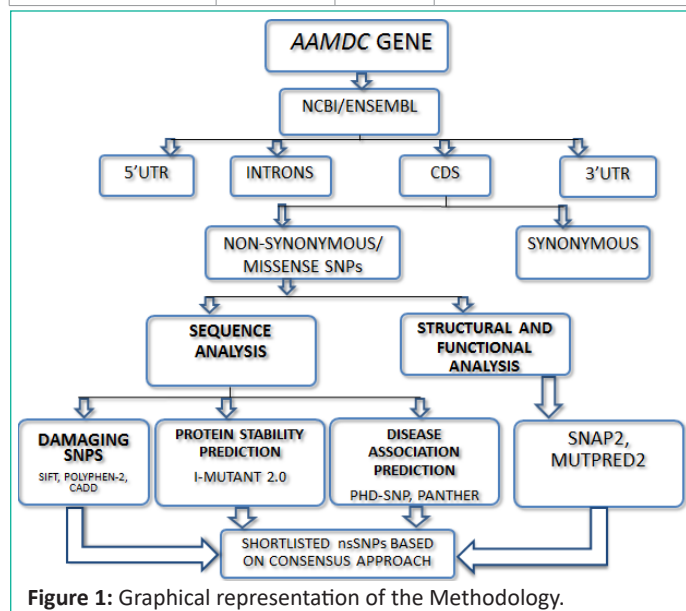 AAMDC GENE
NCBI/ENSEMBL
5'UTR
INTRONS
CDS
3'UTR
NON-SYNONYMOUS/
MISSENSE SNPs
SYNONYMOUS
SEQUENCE
ANALYSIS
STRUCTURAL AND
FUNCTIONAL
ANALYSIS
DAMAGING
SNPS
SIFT, POLYPHEN-2,
CADD
PROTEIN STABILITY
PREDICTION
I-MUTANT 2.0
DISEASE
ASSOCIATION
PREDICTION
PHD-SNP, PANTHER
SNAP2,
MUTPRED2
SHORTLISTED nsSNPs BASED
ON CONSENSUS APPROACH
Figure 1: Graphical representation of the Methodology.